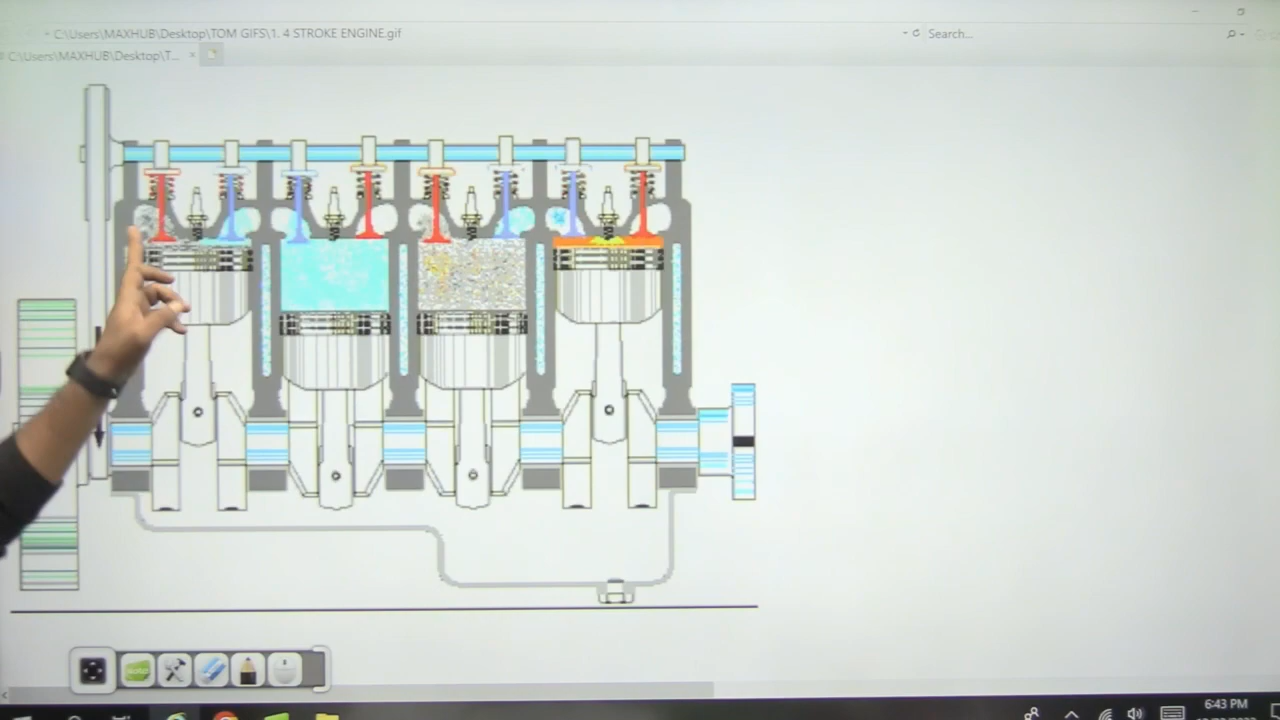 C:\Users\MAXHUB\Desktop\TOM GIFS\1. 4 STROKE ENGINE.gif
Search...
C:\Users\MAXHUB\Desktop\T...
6:43 PM